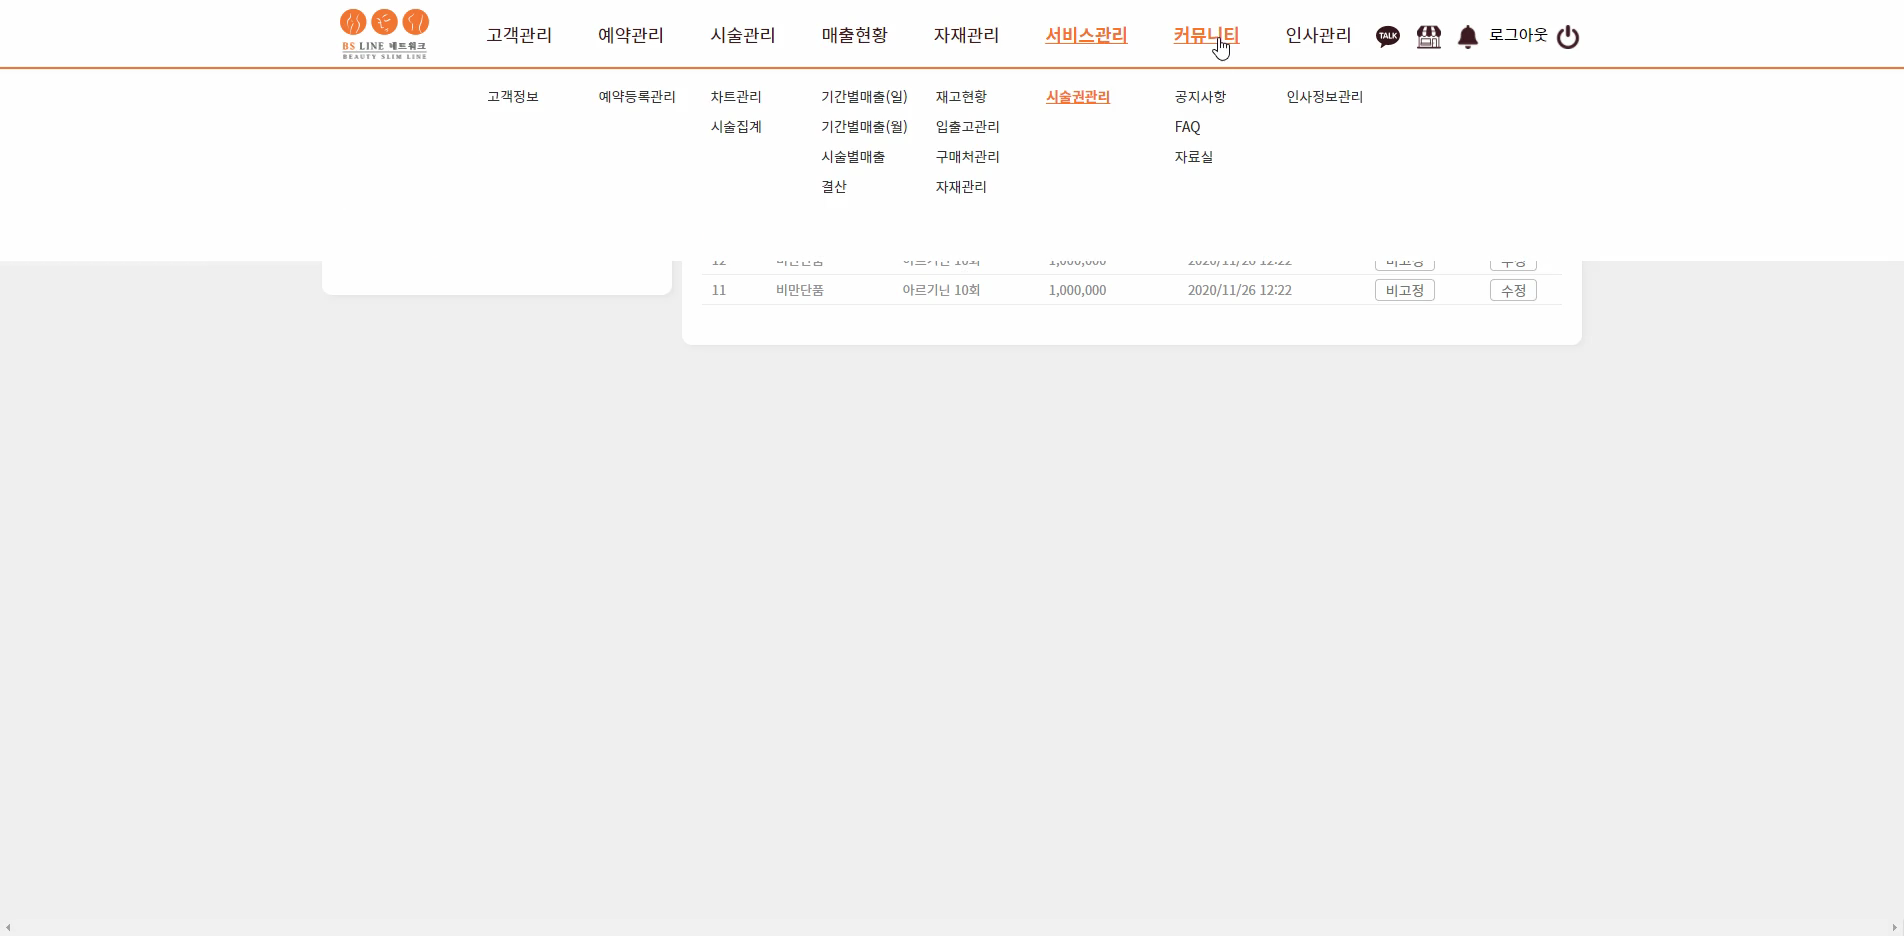 BS LINE 네트워크
BEAUTY SLIM LINE
고객관리 예약관리 시술관리 매출현황 자재관리 서비스관리 커뮤니티 인사관리 TALK 로그아웃
고객정보 예약등록관리 차트관리 기간별매출(일) 재고현황 시술권관리 공지사항 인사정보관리
시술집계 기간별매출(월) 입출고관리 FAQ
시술별매출 구매처관리 자료실
결산 자재관리
12 비만단품 아르기닌 10회 1,000,000 2020/11/26 12:22 비고정 수정
11 비만단품 아르기닌 10회 1,000,000 2020/11/26 12:22 비고정 수정